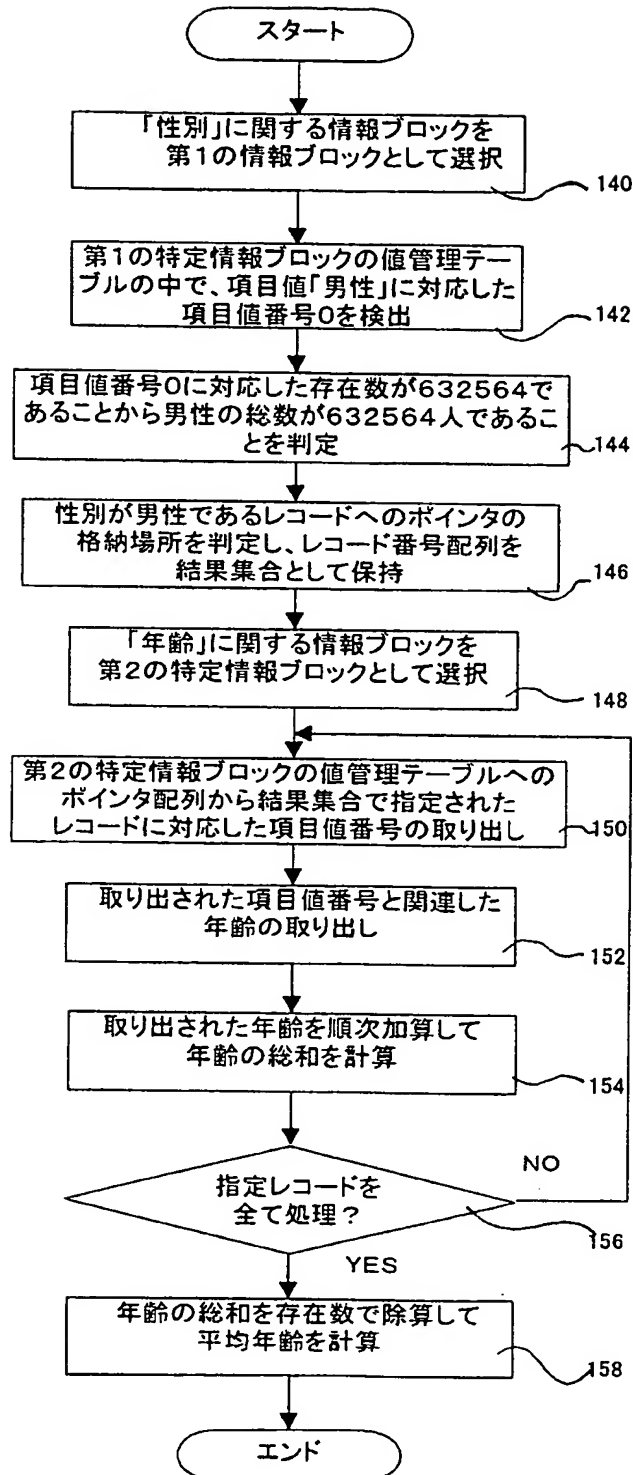 スタート
「性別」に関する情報ブロックを
第1の情報ブロックとして選択
140
第1の特定情報ブロックの値管理テー
ブルの中で、項目値「男性」に対応した
項目値番号0を検出
142
項目値番号0に対応した存在数が632564で
あることから男性の総数が632564人であるこ
とを判定
144
性別が男性であるレコードへのポインタの
格納場所を判定し、レコード番号配列を
結果集合として保持
146
「年齢」に関する情報ブロックを
第2の特定情報ブロックとして選択
148
第2の特定情報ブロックの値管理テーブルへの
ポインタ配列から結果集合で指定された
レコードに対応した項目値番号の取り出し
150
取り出された項目値番号と関連した
年齢の取り出し
152
取り出された年齢を順次加算して
年齢の総和を計算
154
NO
指定レコードを
全て処理?
156
YES
年齢の総和を存在数で除算して
平均年齢を計算
158
エンド